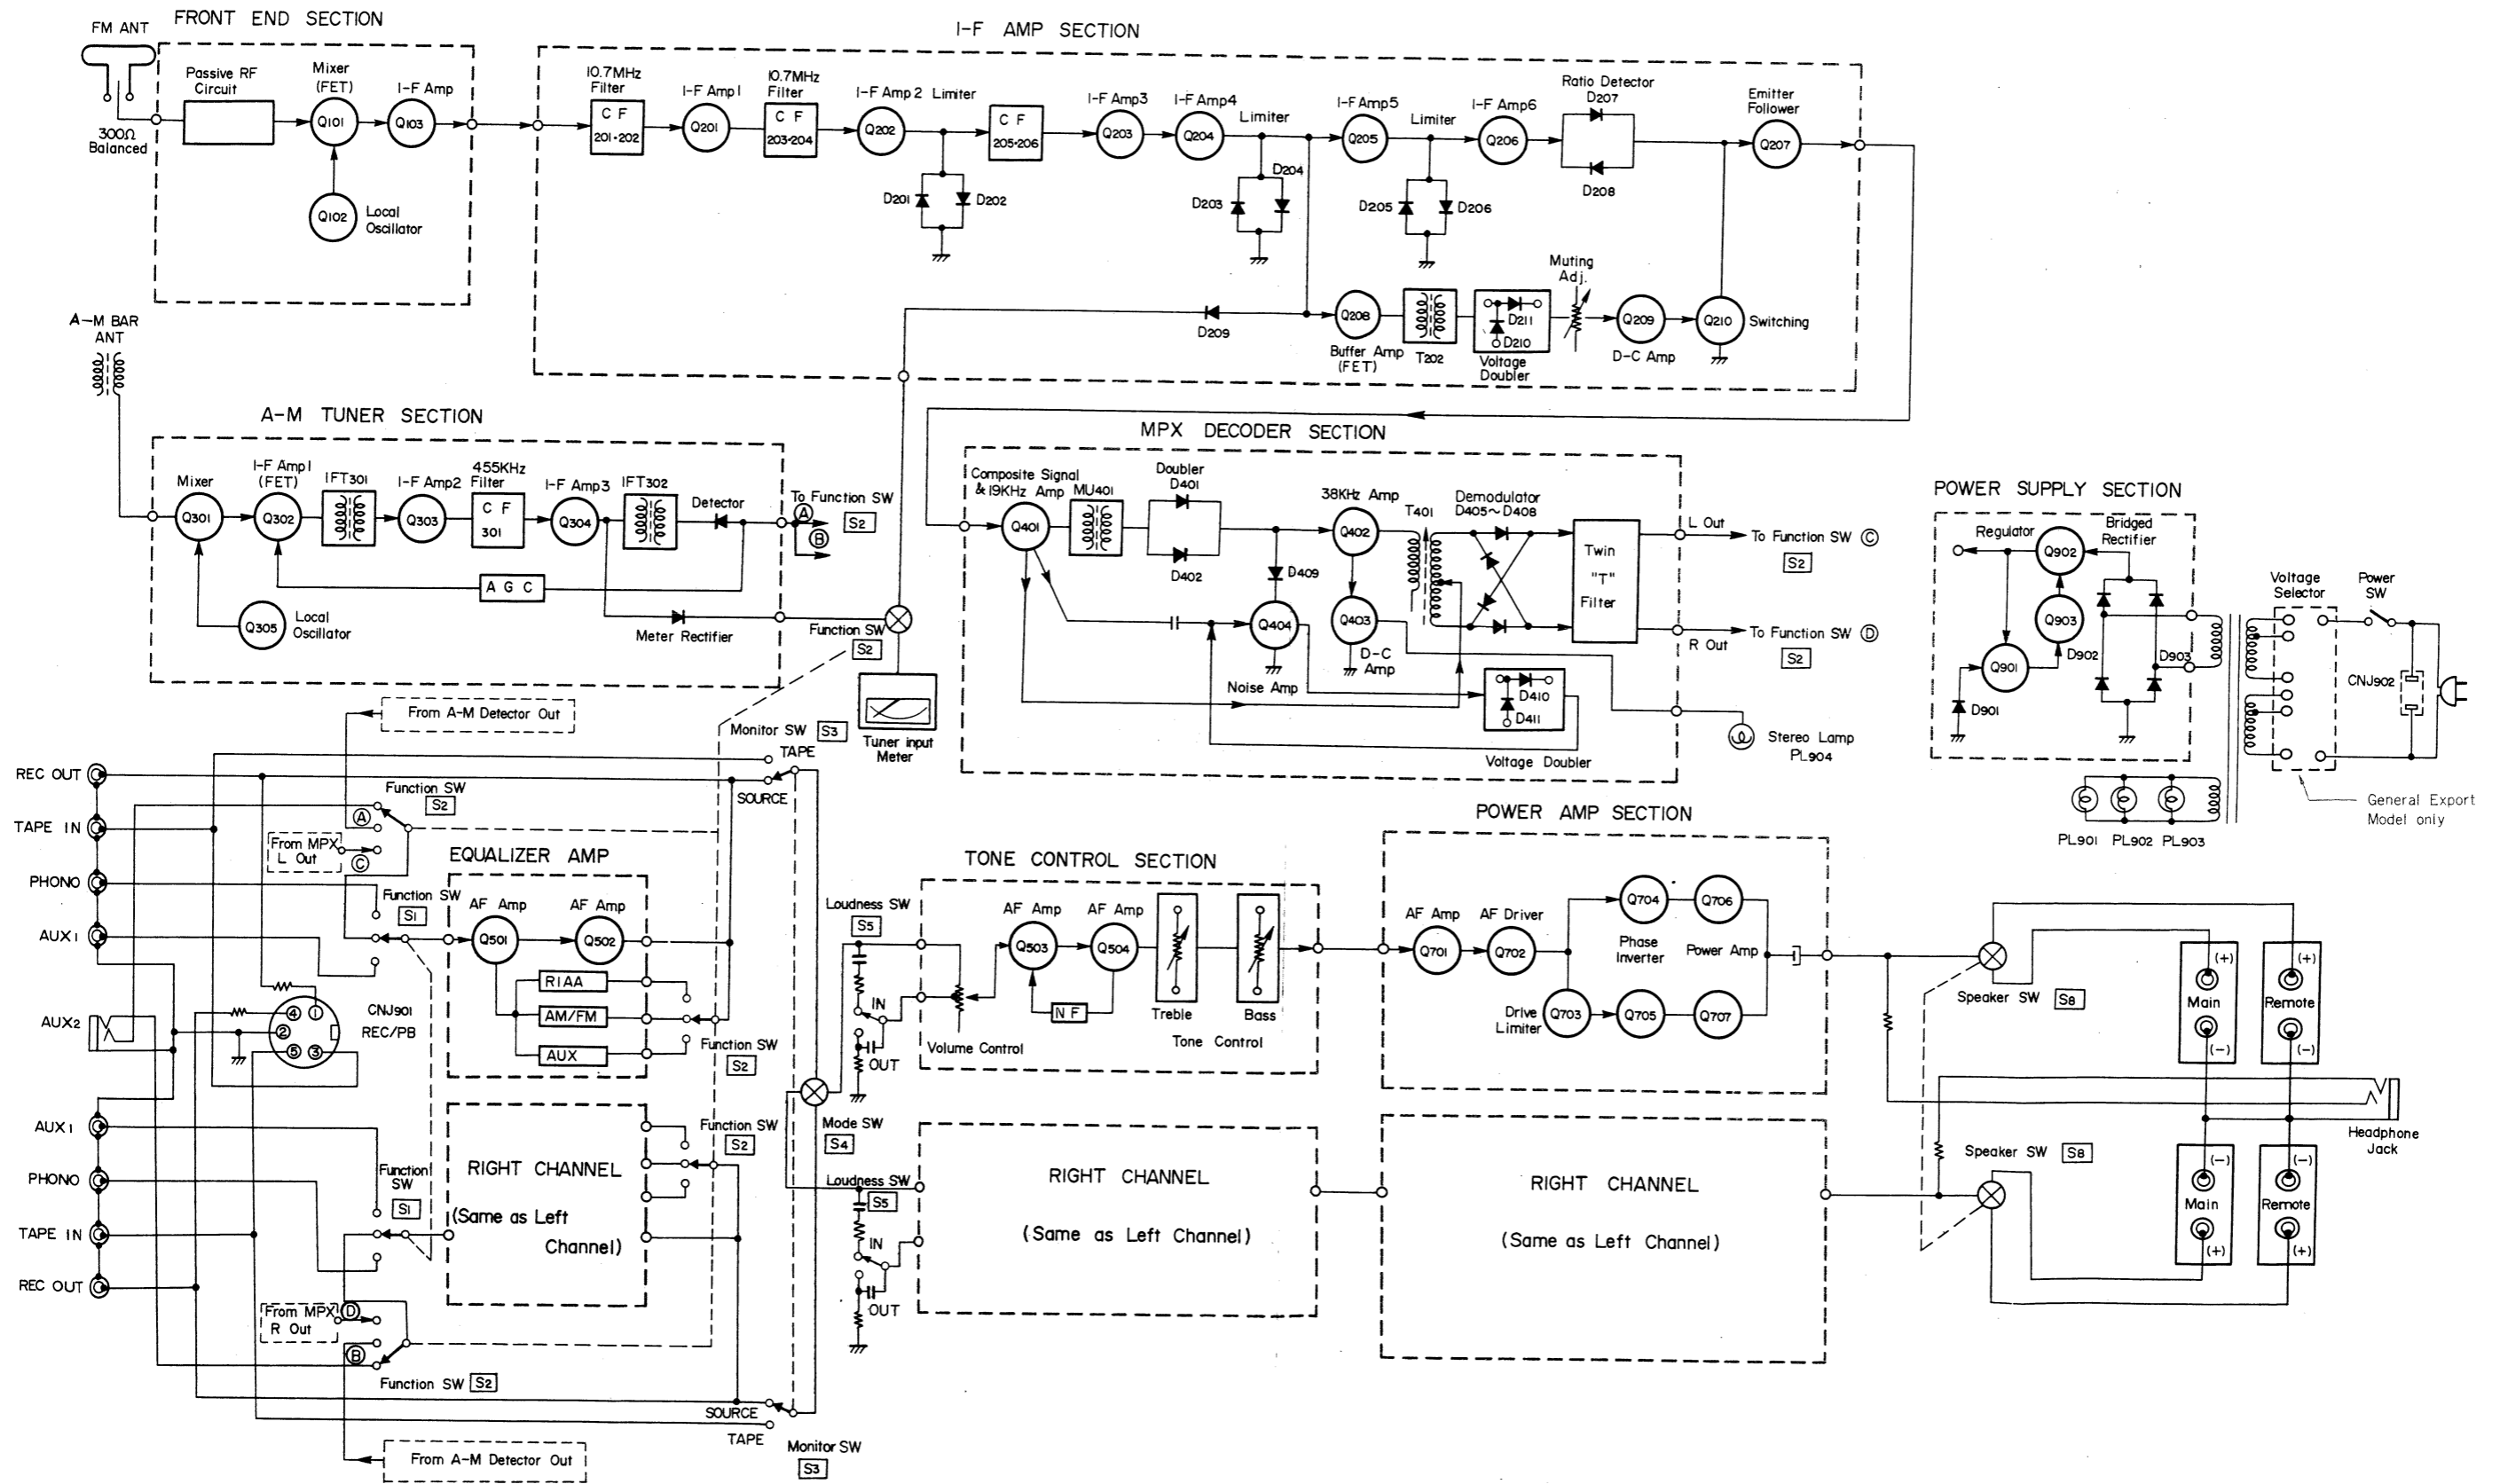 FRONT END SECTION
FM ANT
300Ω
Balanced
Passive RF
Circuit
Mixer
(FET)
I-F Amp
Q101
Q103
Q102
Local
Oscillator
I-F AMP SECTION
10.7MHz
Filter
C F
201-202
I-F Amp1
Q201
10.7MHz
Filter
C F
203-204
I-F Amp2 Limiter
Q202
D201
D202
C F
205-206
I-F Amp3
Q203
I-F Amp4
Q204
Limiter
D203
D204
I-F Amp5
Q205
Limiter
D205
D206
I-F Amp6
Q206
Ratio Detector
D207
D208
Emitter
Follower
Q207
D209
Q208
Buffer Amp
(FET)
T202
D211
D210
Voltage
Doubler
Muting
Adj.
Q209
D-C Amp
Q210
Switching
A-M BAR
ANT
A-M TUNER SECTION
Mixer
Q301
I-F Amp1
(FET)
Q302
IFT301
I-F Amp2
Q303
455KHz
Filter
C F
301
I-F Amp3
Q304
IFT302
Detector
To Function SW
A
S2
B
A G C
Q305
Local
Oscillator
Meter Rectifier
Function SW
S2
Tuner input
Meter
MPX DECODER SECTION
Composite Signal
& 19KHz Amp
Q401
MU401
Doubler
D401
D402
D409
38KHz Amp
Q402
T401
Demodulator
D405~D408
Twin
"T"
Filter
L Out
To Function SW C
S2
R Out
To Function SW D
S2
Q404
Noise Amp
Q403
D-C
Amp
D410
D411
Voltage Doubler
Stereo Lamp
PL904
POWER SUPPLY SECTION
Regulator
Q902
Bridged
Rectifier
Q903
Q901
D901
D902
D903
Voltage
Selector
Power
SW
CNJ902
General Export
Model only
PL901 PL902 PL903
From A-M Detector Out
Monitor SW S3
TAPE
SOURCE
REC OUT
TAPE IN
PHONO
AUX1
AUX2
AUX1
PHONO
TAPE IN
REC OUT
Function SW
S2
A
From MPX
L Out
C
Function SW
S1
CNJ901
REC/PB
4
1
2
5
3
EQUALIZER AMP
AF Amp
AF Amp
Q501
Q502
RIAA
AM/FM
AUX
Function SW
S2
RIGHT CHANNEL
(Same as Left
Channel)
Function SW
S2
Function
SW
S1
From MPX
R Out
D
B
Function SW S2
SOURCE
TAPE
Monitor SW
S3
From A-M Detector Out
Mode SW
S4
Loudness SW
S5
IN
OUT
Loudness SW
S5
IN
OUT
TONE CONTROL SECTION
AF Amp
AF Amp
Q503
Q504
N F
Volume Control
Treble
Bass
Tone Control
RIGHT CHANNEL
(Same as Left Channel)
POWER AMP SECTION
AF Amp
AF Driver
Q701
Q702
Q704
Q706
Phase
Inverter
Power Amp
Drive
Limiter
Q703
Q705
Q707
RIGHT CHANNEL
(Same as Left Channel)
Speaker SW S8
(+)
Main
(-)
(+)
Remote
(-)
Headphone
Jack
Speaker SW S8
(-)
Main
(+)
(-)
Remote
(+)